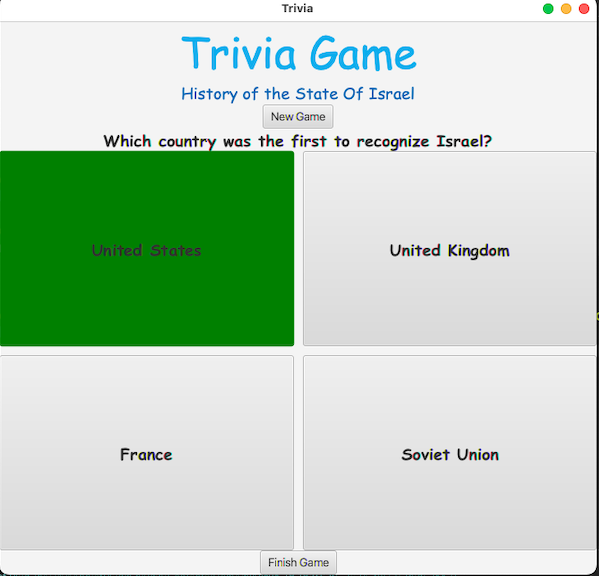 Trivia
Trivia Game
History of the State Of Israel
New Game
Which country was the first to recognize Israel?
United States
United Kingdom
France
Soviet Union
Finish Game